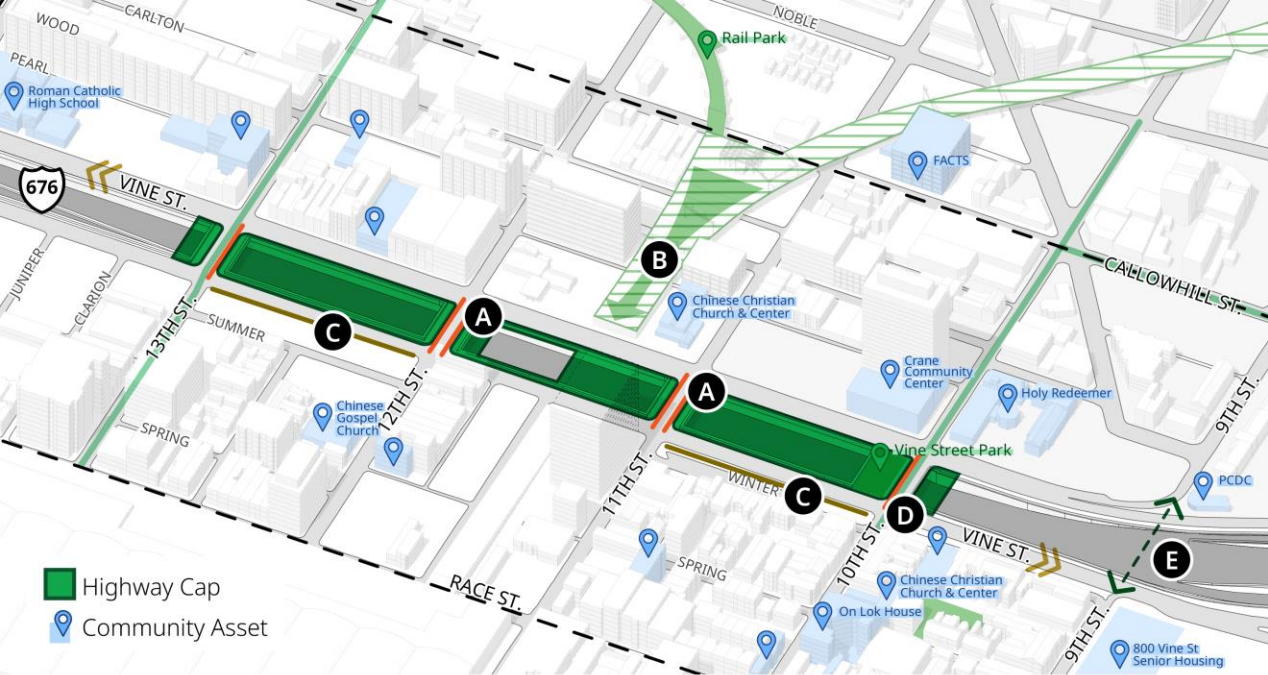 CARLTON
WOOD
NOBLE
Rail Park
PEARL
Roman Catholic
High School
FACTS
676
VINE ST.
B
CALLOWHILL ST.
JUNIPER
CLARION
13TH ST.
SUMMER
C
A
Chinese Christian
Church & Center
Crane
Community
Center
Holy Redeemer
9TH ST.
12TH ST.
A
Chinese
Gospel
Church
SPRING
Vine Street Park
11TH ST.
WINTER
C
D
PCDC
VINE ST.
E
10TH ST.
SPRING
RACE ST.
Chinese Christian
Church & Center
On Lok House
9TH ST.
800 Vine St
Senior Housing
Highway Cap
Community Asset